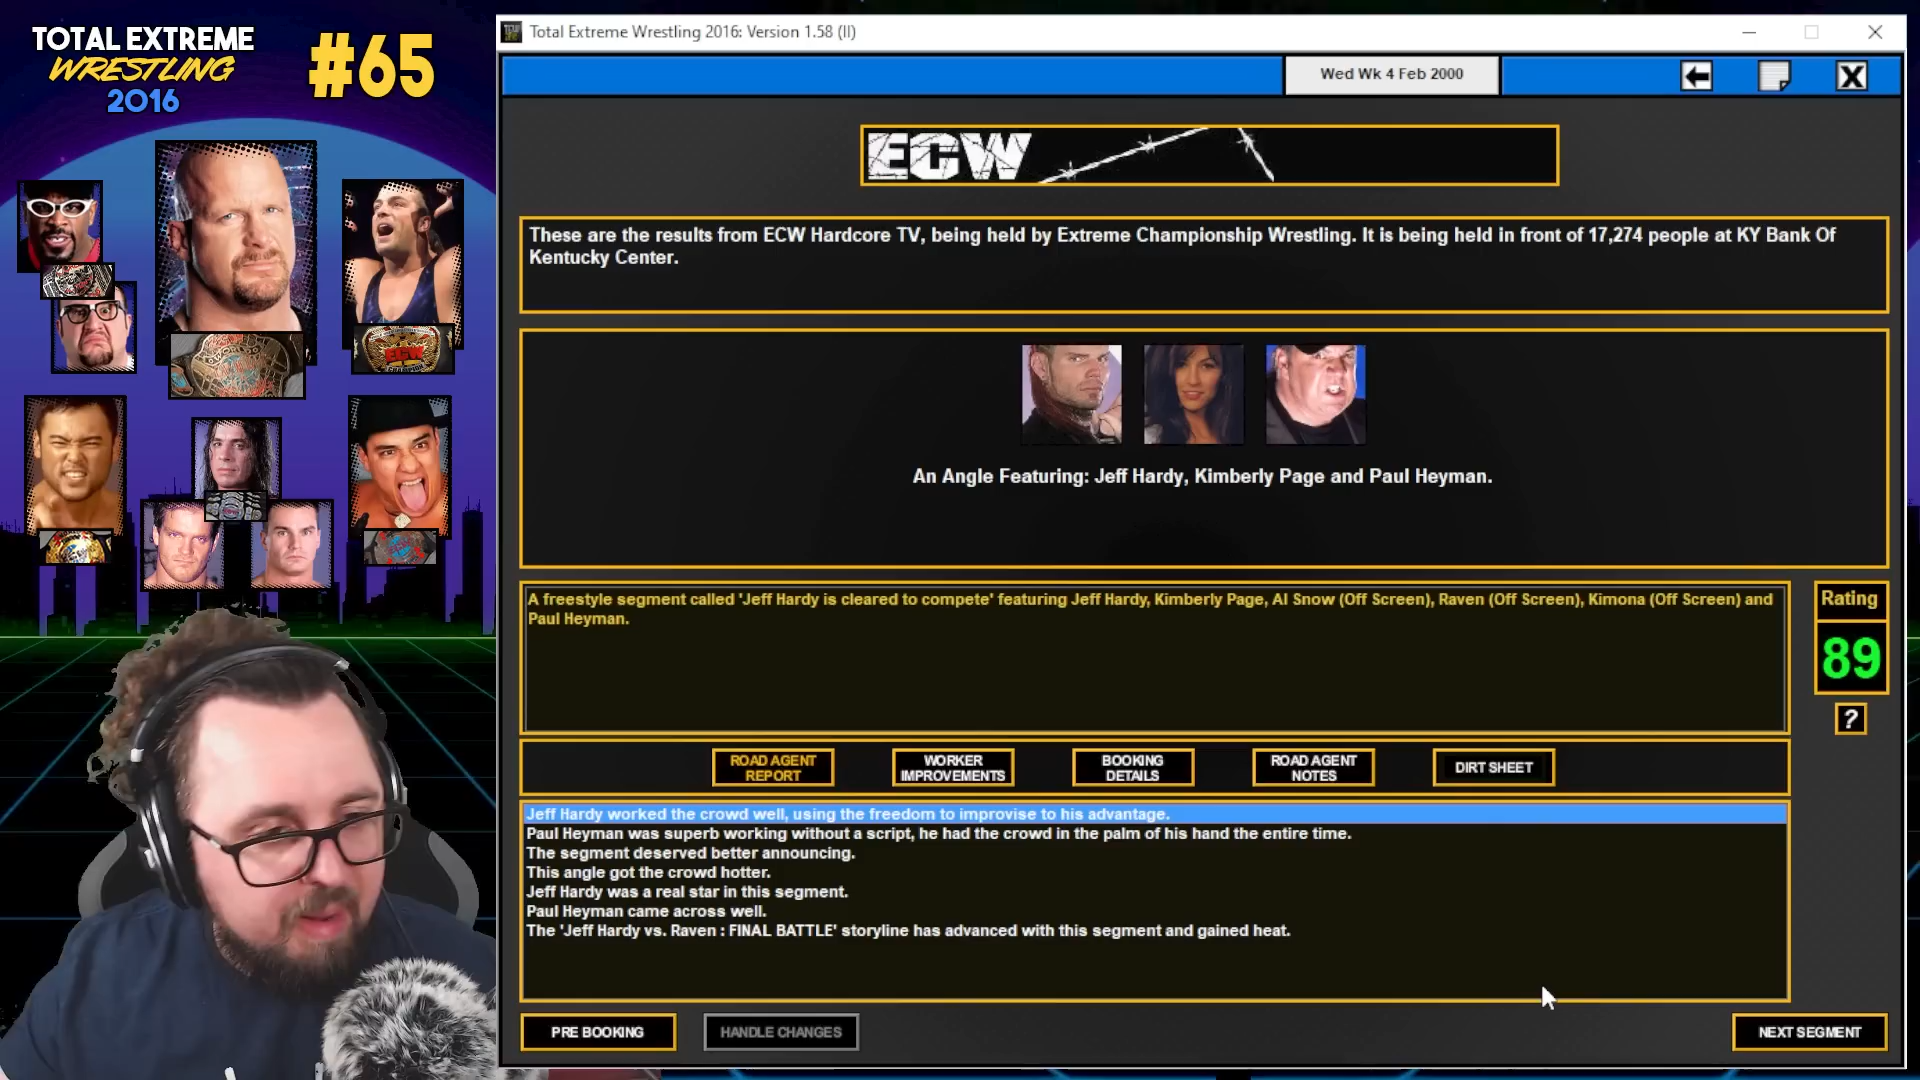 TOTAL EXTREME
WRESTLING
2016
#65
Total Extreme Wrestling 2016: Version 1.58 (II)
Wed Wk 4 Feb 2000
X
ECW
These are the results from ECW Hardcore TV, being held by Extreme Championship Wrestling. It is being held in front of 17,274 people at KY Bank Of
Kentucky Center.
An Angle Featuring: Jeff Hardy, Kimberly Page and Paul Heyman.
A freestyle segment called 'Jeff Hardy is cleared to compete' featuring Jeff Hardy, Kimberly Page, Al Snow (Off Screen), Raven (Off Screen), Kimona (Off Screen) and
Paul Heyman.
Rating
89
?
ROAD AGENT
REPORT
WORKER
IMPROVEMENTS
BOOKING
DETAILS
ROAD AGENT
NOTES
DIRT SHEET
Jeff Hardy worked the crowd well, using the freedom to improvise to his advantage.
Paul Heyman was superb working without a script, he had the crowd in the palm of his hand the entire time.
The segment deserved better announcing.
This angle got the crowd hotter.
Jeff Hardy was a real star in this segment.
Paul Heyman came across well.
The 'Jeff Hardy vs. Raven : FINAL BATTLE' storyline has advanced with this segment and gained heat.
PRE BOOKING
HANDLE CHANGES
NEXT SEGMENT